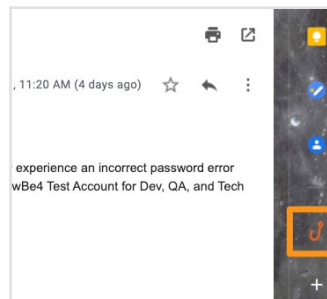 , 11:20 AM (4 days ago)
experience an incorrect password error
wBe4 Test Account for Dev, QA, and Tech